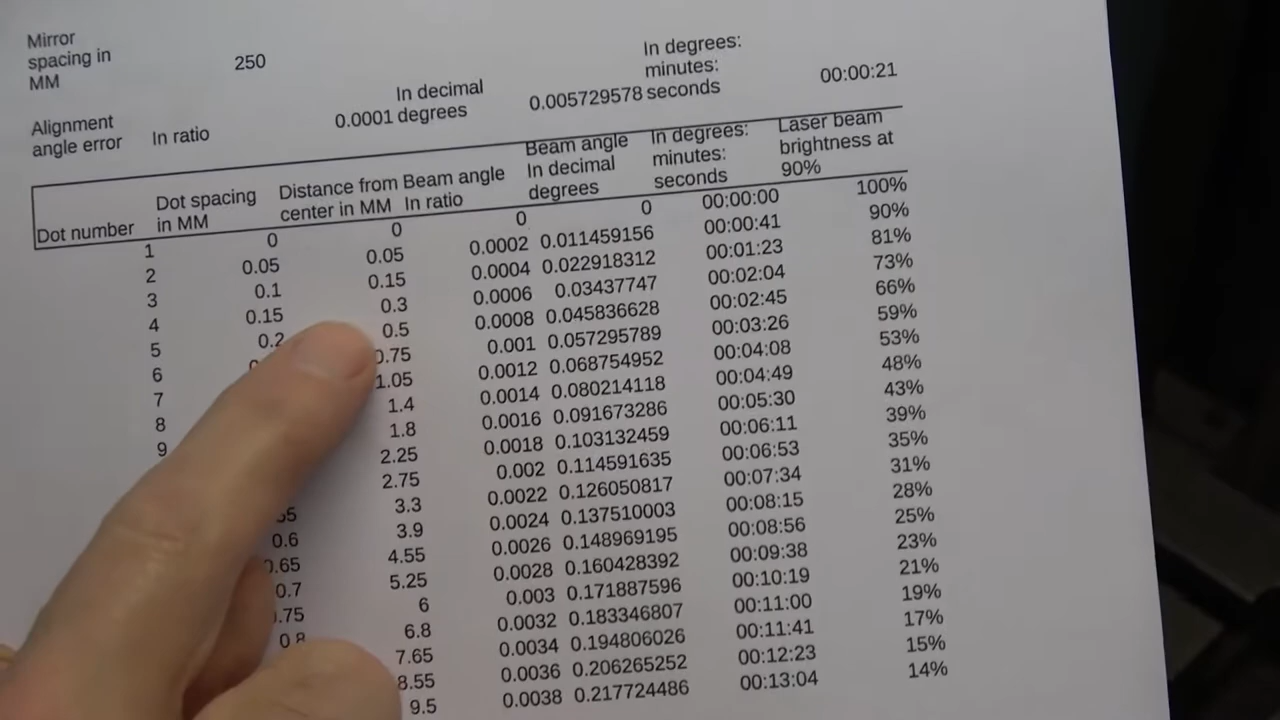 Mirror
spacing in
MM
250
Alignment
angle error
In ratio
0.0001
In decimal
degrees
0.005729578
In degrees:
minutes:
seconds
00:00:21
Dot number
Dot spacing
in MM
Distance from
center in MM
Beam angle
In ratio
Beam angle
In decimal
degrees
In degrees:
minutes:
seconds
Laser beam
brightness at
90%
1 0 0 0 0 00:00:00 100%
2 0.05 0.05 0.0002 0.011459156 00:00:41 90%
3 0.1 0.15 0.0004 0.022918312 00:01:23 81%
4 0.15 0.3 0.0006 0.03437747 00:02:04 73%
5 0.2 0.5 0.0008 0.045836628 00:02:45 66%
6 0.75 0.001 0.057295789 00:03:26 59%
7 1.05 0.0012 0.068754952 00:04:08 53%
8 1.4 0.0014 0.080214118 00:04:49 48%
9 1.8 0.0016 0.091673286 00:05:30 43%
2.25 0.0018 0.103132459 00:06:11 39%
2.75 0.002 0.114591635 00:06:53 35%
3.3 0.0022 0.126050817 00:07:34 31%
0.6 3.9 0.0024 0.137510003 00:08:15 28%
0.65 4.55 0.0026 0.148969195 00:08:56 25%
0.7 5.25 0.0028 0.160428392 00:09:38 23%
.75 6 0.003 0.171887596 00:10:19 21%
0.8 6.8 0.0032 0.183346807 00:11:00 19%
7.65 0.0034 0.194806026 00:11:41 17%
8.55 0.0036 0.206265252 00:12:23 15%
9.5 0.0038 0.217724486 00:13:04 14%